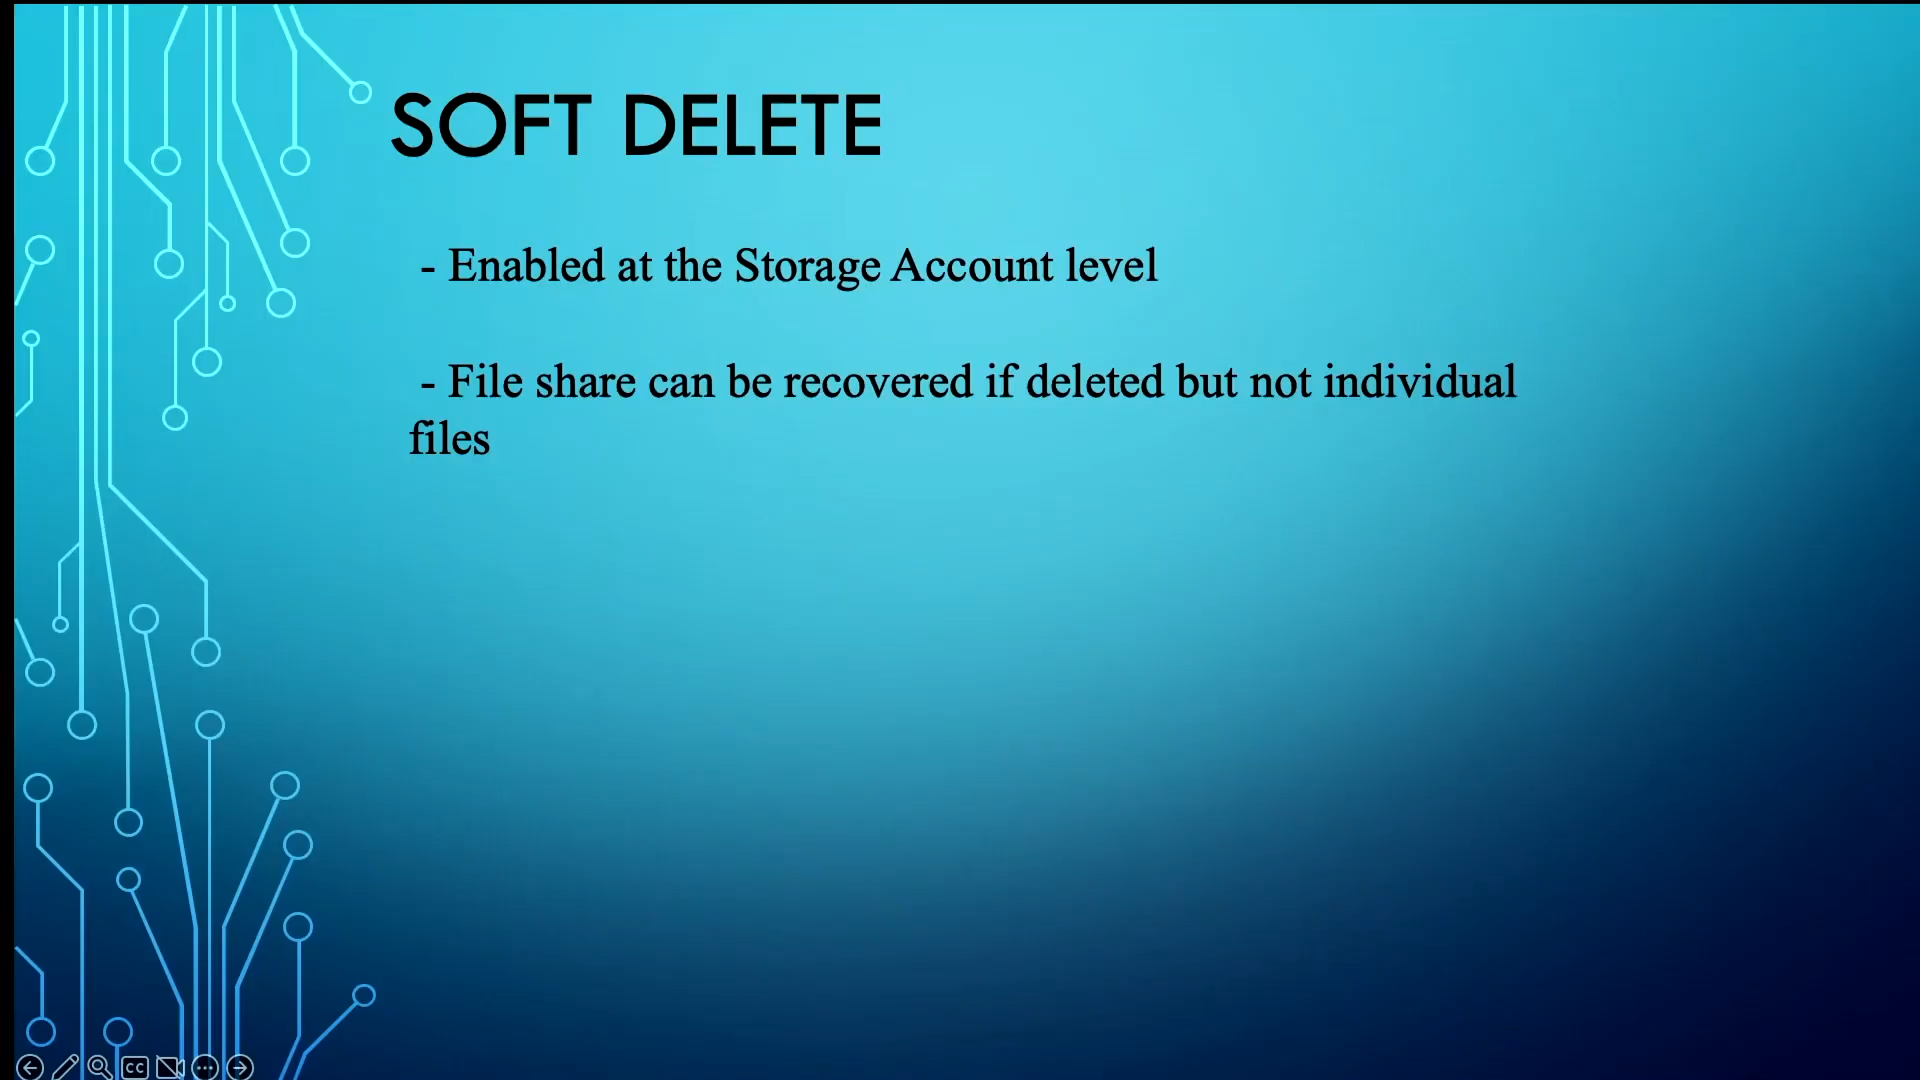 SOFT DELETE
- Enabled at the Storage Account level
- File share can be recovered if deleted but not individual
files
CC